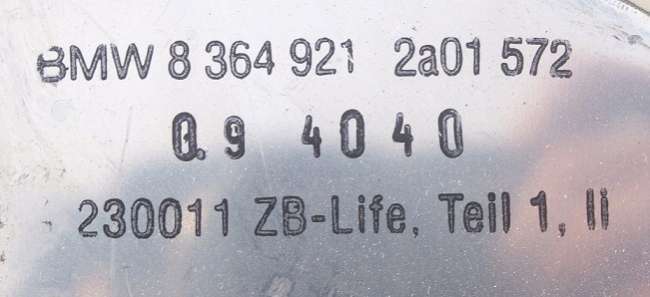 BMW 8 364 921 2a01 572
0.9 4040
230011 ZB-Life, Teil 1, li